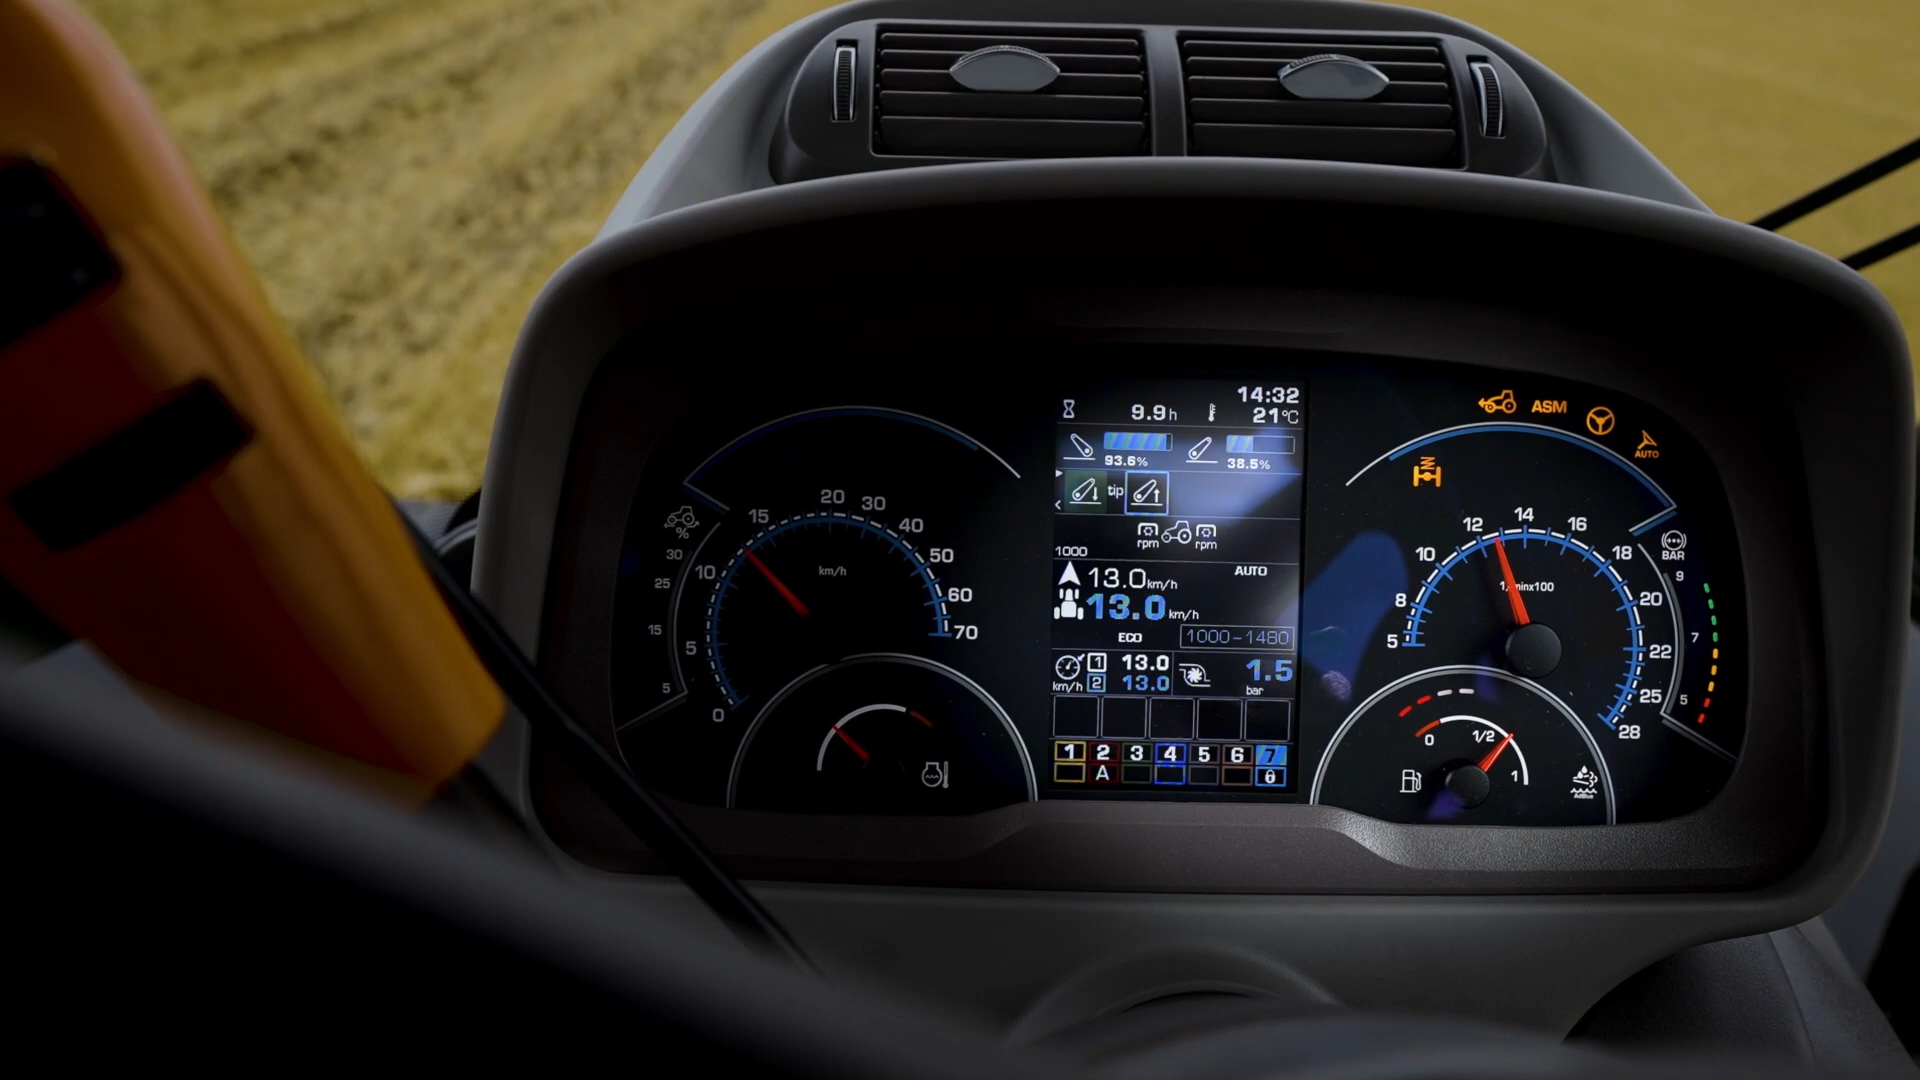 %
30
25
15
5
0
5
10
15
20
30
40
50
60
70
km/h
14:32
9.9h
21°C
93.6%
38.5%
tip
rpm
rpm
1000
13.0 km/h
AUTO
13.0 km/h
ECO
1000-1480
1 13.0
km/h 2 13.0
1.5
bar
1 2 3 4 5 6 7
A
ASM
AUTO
5
8
10
12
14
16
18
20
22
25
28
BAR
9
7
5
0
1/2
1
AdBlue